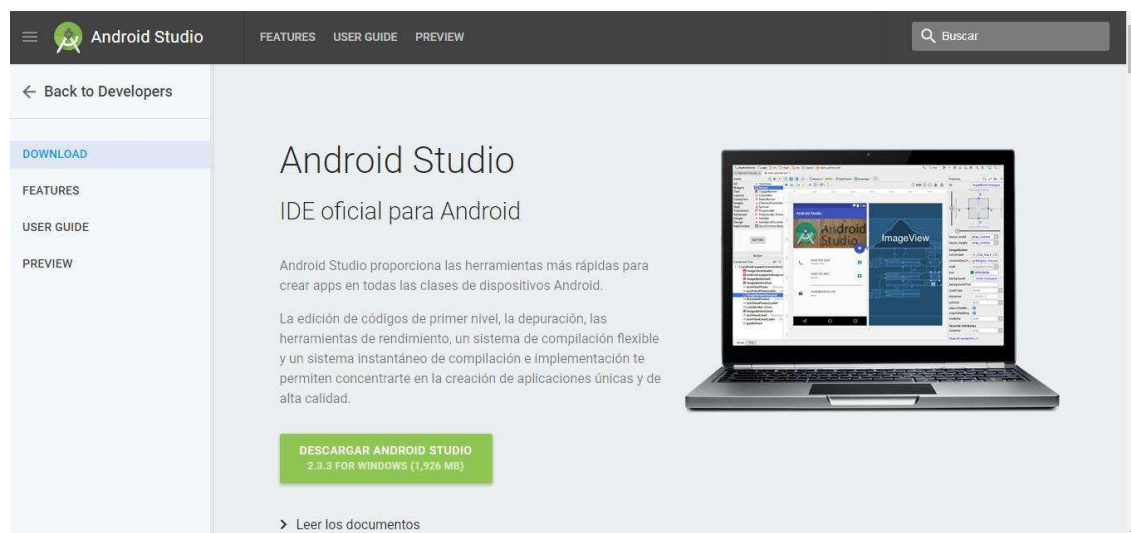 Android Studio
FEATURES USER GUIDE PREVIEW
Buscar
Back to Developers
DOWNLOAD
FEATURES
USER GUIDE
PREVIEW
Android Studio
IDE oficial para Android
Android Studio proporciona las herramientas más rápidas para
crear apps en todas las clases de dispositivos Android.
La edición de códigos de primer nivel, la depuración, las
herramientas de rendimiento, un sistema de compilación flexible
y un sistema instantáneo de compilación e implementación te
permiten concentrarte en la creación de aplicaciones únicas y de
alta calidad.
DESCARGAR ANDROID STUDIO
2.3.3 FOR WINDOWS (1,926 MB)
Leer los documentos
Android Studio
Android
Studio
ImageView